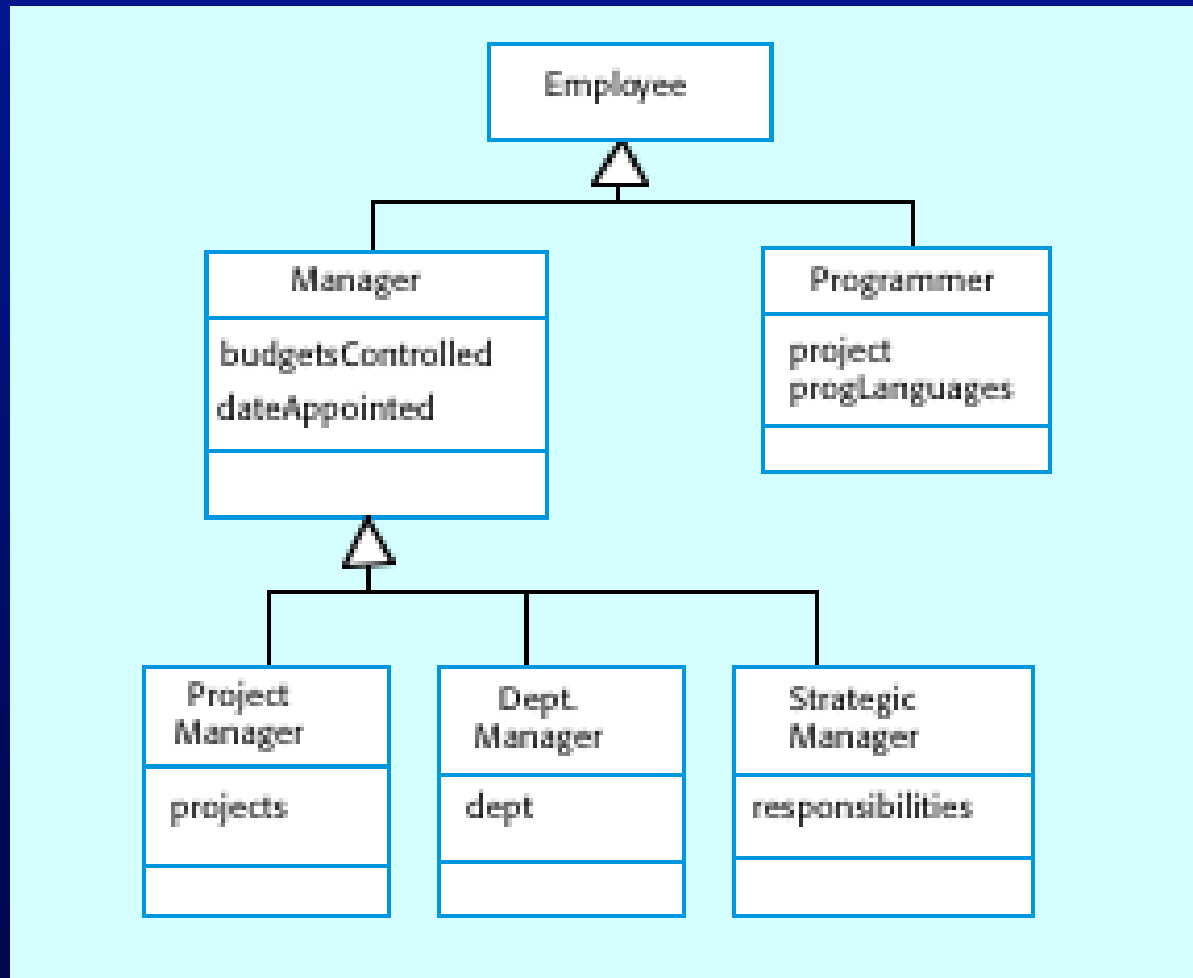 Employee
Manager
budgetsControlled
dateAppointed
Programmer
project
progLanguages
Project
Manager
projects
Dept.
Manager
dept
Strategic
Manager
responsibilities